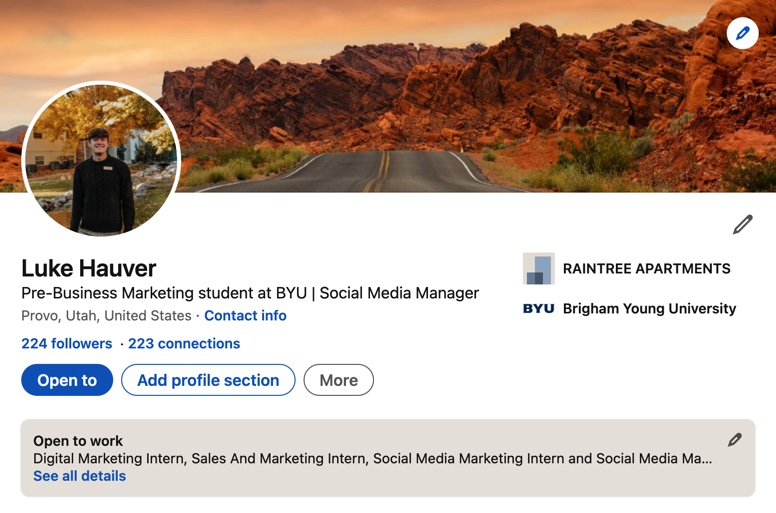 Luke Hauver
Pre-Business Marketing student at BYU | Social Media Manager
Provo, Utah, United States · Contact info
224 followers · 223 connections
Open to Add profile section More
RAINTREE APARTMENTS
BYU Brigham Young University
Open to work
Digital Marketing Intern, Sales And Marketing Intern, Social Media Marketing Intern and Social Media Ma...
See all details